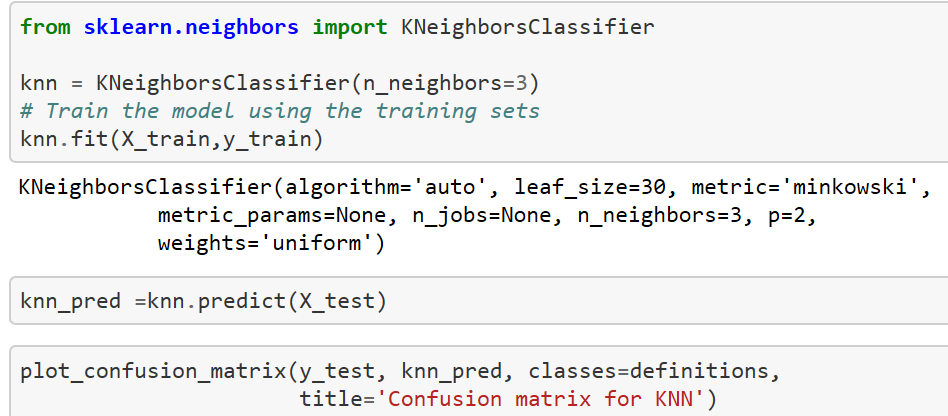 from sklearn.neighbors import KNeighborsClassifier
knn = KNeighborsClassifier(n_neighbors=3)
# Train the model using the training sets
knn.fit(X_train,y_train)
KNeighborsClassifier(algorithm='auto', leaf_size=30, metric='minkowski',
metric_params=None, n_jobs=None, n_neighbors=3, p=2,
weights='uniform')
knn_pred =knn.predict(X_test)
plot_confusion_matrix(y_test, knn_pred, classes=definitions,
title='Confusion matrix for KNN')